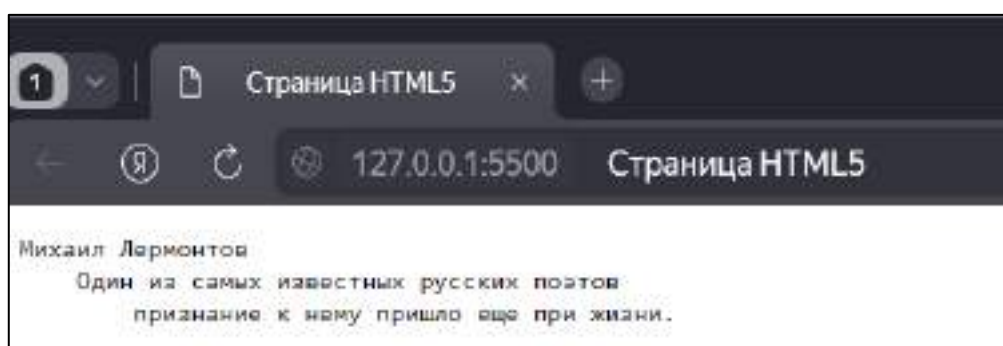 1
Страница HTML5
127.0.0.1:5500 Страница HTML5
Михаил Лермонтов
Один из самых известных русских поэтов
признание к нему пришло еще при жизни.